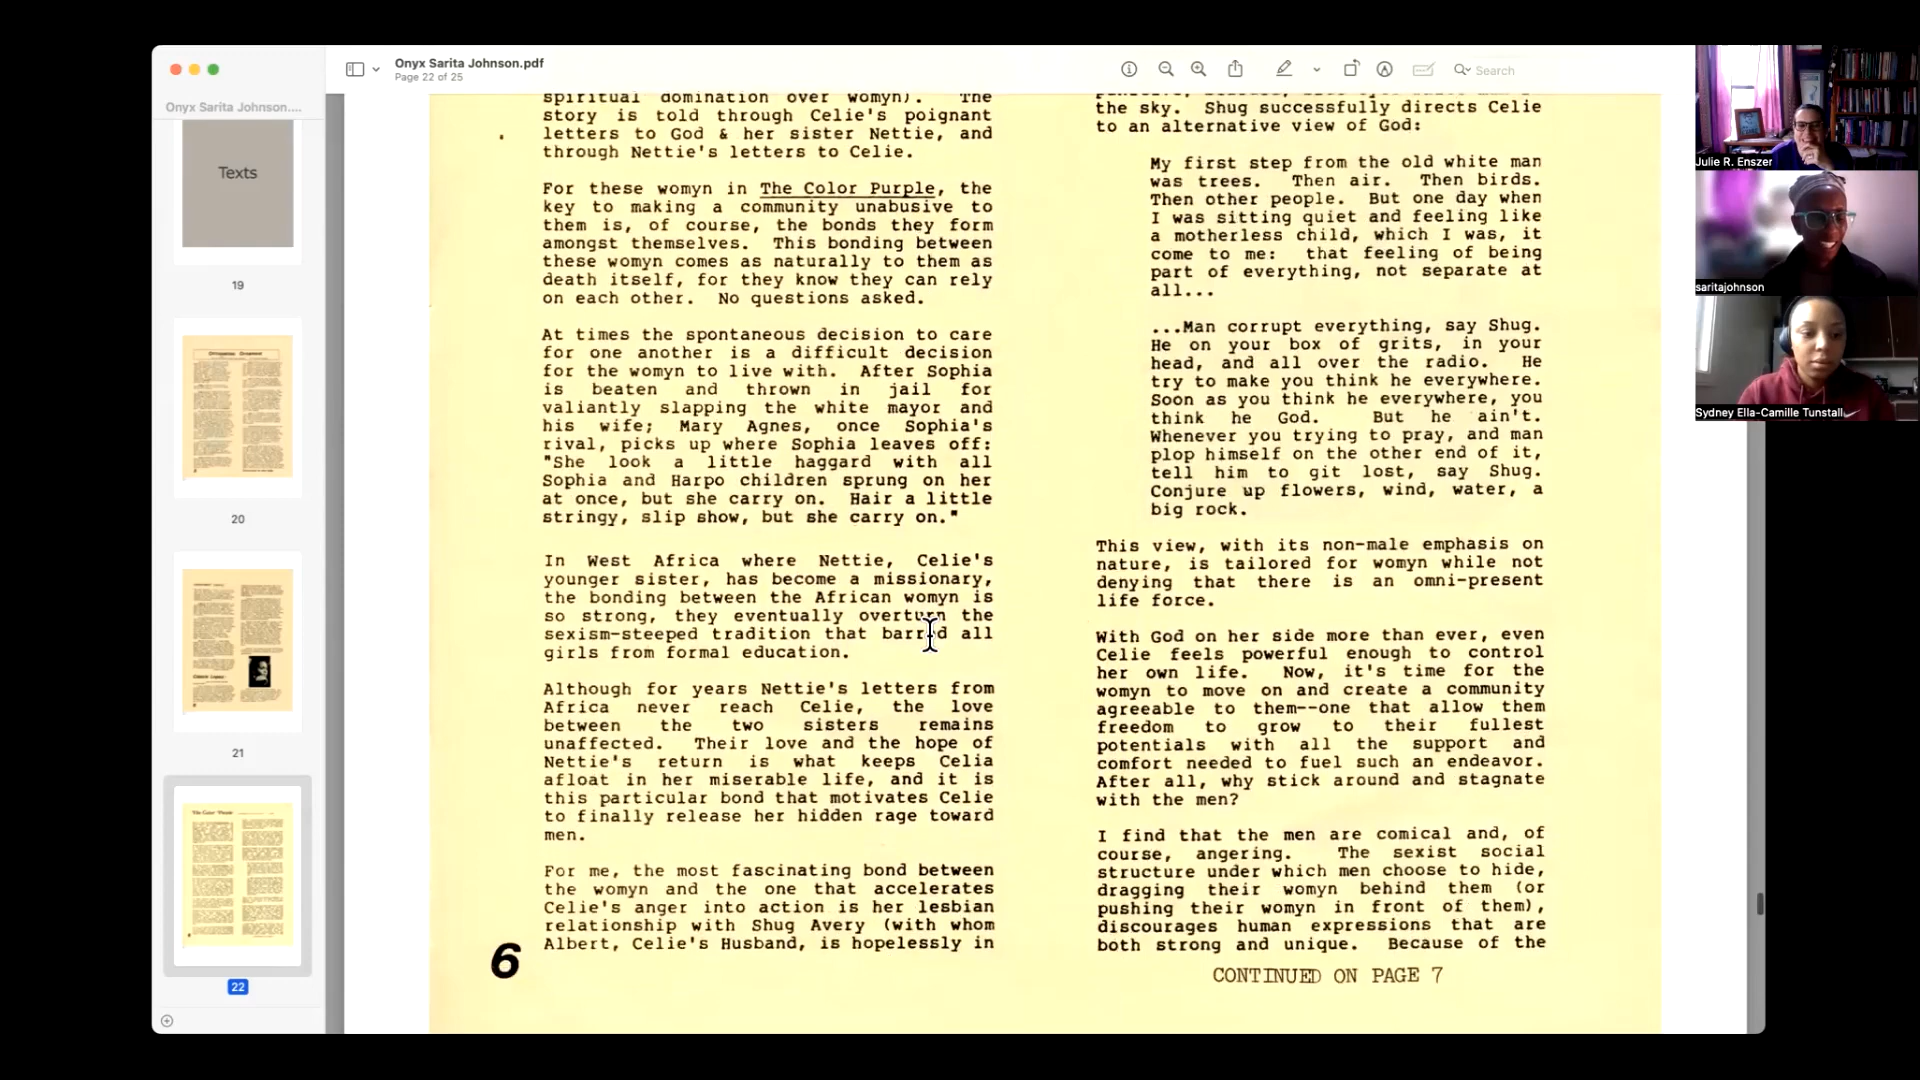 Onyx Sarita Johnson.pdf
Page 22 of 25
Search
Onyx Sarita Johnson....
Texts
19
20
21
22
spiritual domination over womyn). The
story is told through Celie's poignant
letters to God & her sister Nettie, and
through Nettie's letters to Celie.
For these womyn in The Color Purple, the
key to making a community unabusive to
them is, of course, the bonds they form
amongst themselves. This bonding between
these womyn comes as naturally to them as
death itself, for they know they can rely
on each other. No questions asked.
At times the spontaneous decision to care
for one another is a difficult decision
for the womyn to live with. After Sophia
is beaten and thrown in jail for
valiantly slapping the white mayor and
his wife; Mary Agnes, once Sophia's
rival, picks up where Sophia leaves off:
"She look a little haggard with all
Sophia and Harpo children sprung on her
at once, but she carry on. Hair a little
stringy, slip show, but she carry on."
In West Africa where Nettie, Celie's
younger sister, has become a missionary,
the bonding between the African womyn is
so strong, they eventually overturn the
sexism-steeped tradition that barred all
girls from formal education.
Although for years Nettie's letters from
Africa never reach Celie, the love
between the two sisters remains
unaffected. Their love and the hope of
Nettie's return is what keeps Celia
afloat in her miserable life, and it is
this particular bond that motivates Celie
to finally release her hidden rage toward
men.
For me, the most fascinating bond between
the womyn and the one that accelerates
Celie's anger into action is her lesbian
relationship with Shug Avery (with whom
Albert, Celie's Husband, is hopelessly in
6
the sky. Shug successfully directs Celie
to an alternative view of God:
My first step from the old white man
was trees. Then air. Then birds.
Then other people. But one day when
I was sitting quiet and feeling like
a motherless child, which I was, it
come to me: that feeling of being
part of everything, not separate at
all...
...Man corrupt everything, say Shug.
He on your box of grits, in your
head, and all over the radio. He
try to make you think he everywhere.
Soon as you think he everywhere, you
think he God. But he ain't.
Whenever you trying to pray, and man
plop himself on the other end of it,
tell him to git lost, say Shug.
Conjure up flowers, wind, water, a
big rock.
This view, with its non-male emphasis on
nature, is tailored for womyn while not
denying that there is an omni-present
life force.
With God on her side more than ever, even
Celie feels powerful enough to control
her own life. Now, it's time for the
womyn to move on and create a community
agreeable to them--one that allow them
freedom to grow to their fullest
potentials with all the support and
comfort needed to fuel such an endeavor.
After all, why stick around and stagnate
with the men?
I find that the men are comical and, of
course, angering. The sexist social
structure under which men choose to hide,
dragging their womyn behind them (or
pushing their womyn in front of them),
discourages human expressions that are
both strong and unique. Because of the
CONTINUED ON PAGE 7
Julie R. Enszer
saritajohnson
Sydney Ella-Camille Tunstall